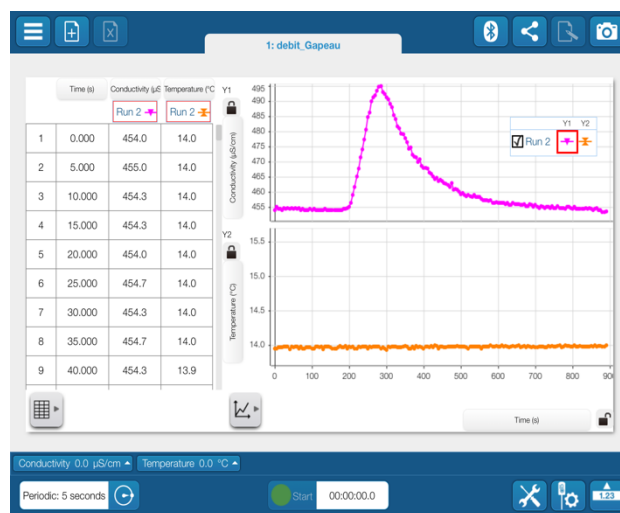 1: debit_Gapeau
Time (s) Conductivity (µS Temperature (°C
Run 2 Run 2
1 0.000 454.0 14.0
2 5.000 455.0 14.0
3 10.000 454.3 14.0
4 15.000 454.3 14.0
5 20.000 454.0 14.0
6 25.000 454.7 14.0
7 30.000 454.3 14.0
8 35.000 454.7 14.0
9 40.000 454.3 13.9
Y1
Conductivity (µS/cm)
495
490
485
480
475
470
465
460
455
Y1 Y2
Run 2
Y2
Temperature (°C)
15.5
15.0
14.5
14.0
0 100 200 300 400 500 600 700 800 90
Time (s)
Conductivity 0.0 µS/cm Temperature 0.0 °C
Periodic: 5 seconds
Start 00:00:00.0
1.23